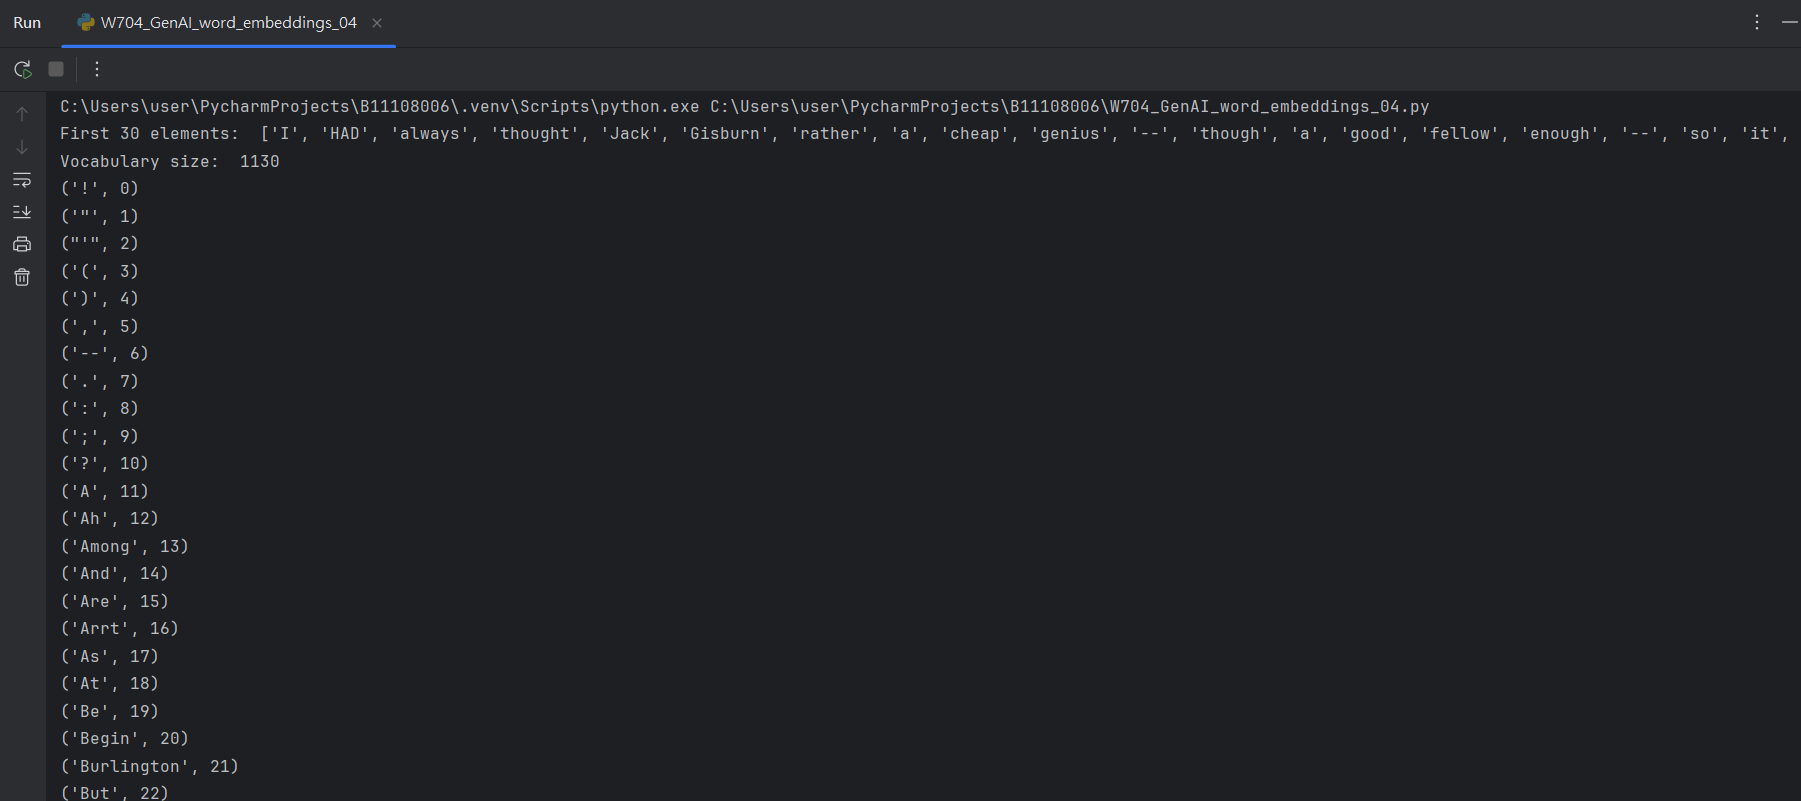 Run W704_GenAI_word_embeddings_04
C:\Users\user\PycharmProjects\B11108006\.venv\Scripts\python.exe C:\Users\user\PycharmProjects\B11108006\W704_GenAI_word_embeddings_04.py
First 30 elements:  ['I', 'HAD', 'always', 'thought', 'Jack', 'Gisburn', 'rather', 'a', 'cheap', 'genius', '--', 'though', 'a', 'good', 'fellow', 'enough', '--', 'so', 'it',
Vocabulary size:  1130
('!', 0)
('"', 1)
("'", 2)
('(', 3)
(')', 4)
(',', 5)
('--', 6)
('.', 7)
(':', 8)
(';', 9)
('?', 10)
('A', 11)
('Ah', 12)
('Among', 13)
('And', 14)
('Are', 15)
('Arrt', 16)
('As', 17)
('At', 18)
('Be', 19)
('Begin', 20)
('Burlington', 21)
('But', 22)